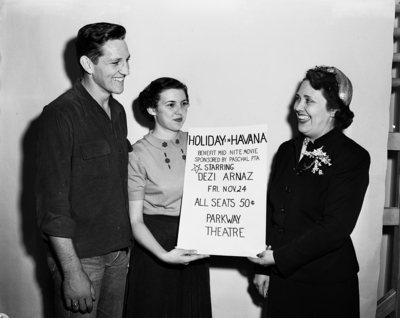 HOLIDAY IN HAVANA
BENEFIT MID-NITE MOVIE
SPONSORED BY PASCHAL PTA
STARRING
DEZI ARNAZ
FRI. NOV. 24
ALL SEATS 50¢
PARKWAY
THEATRE